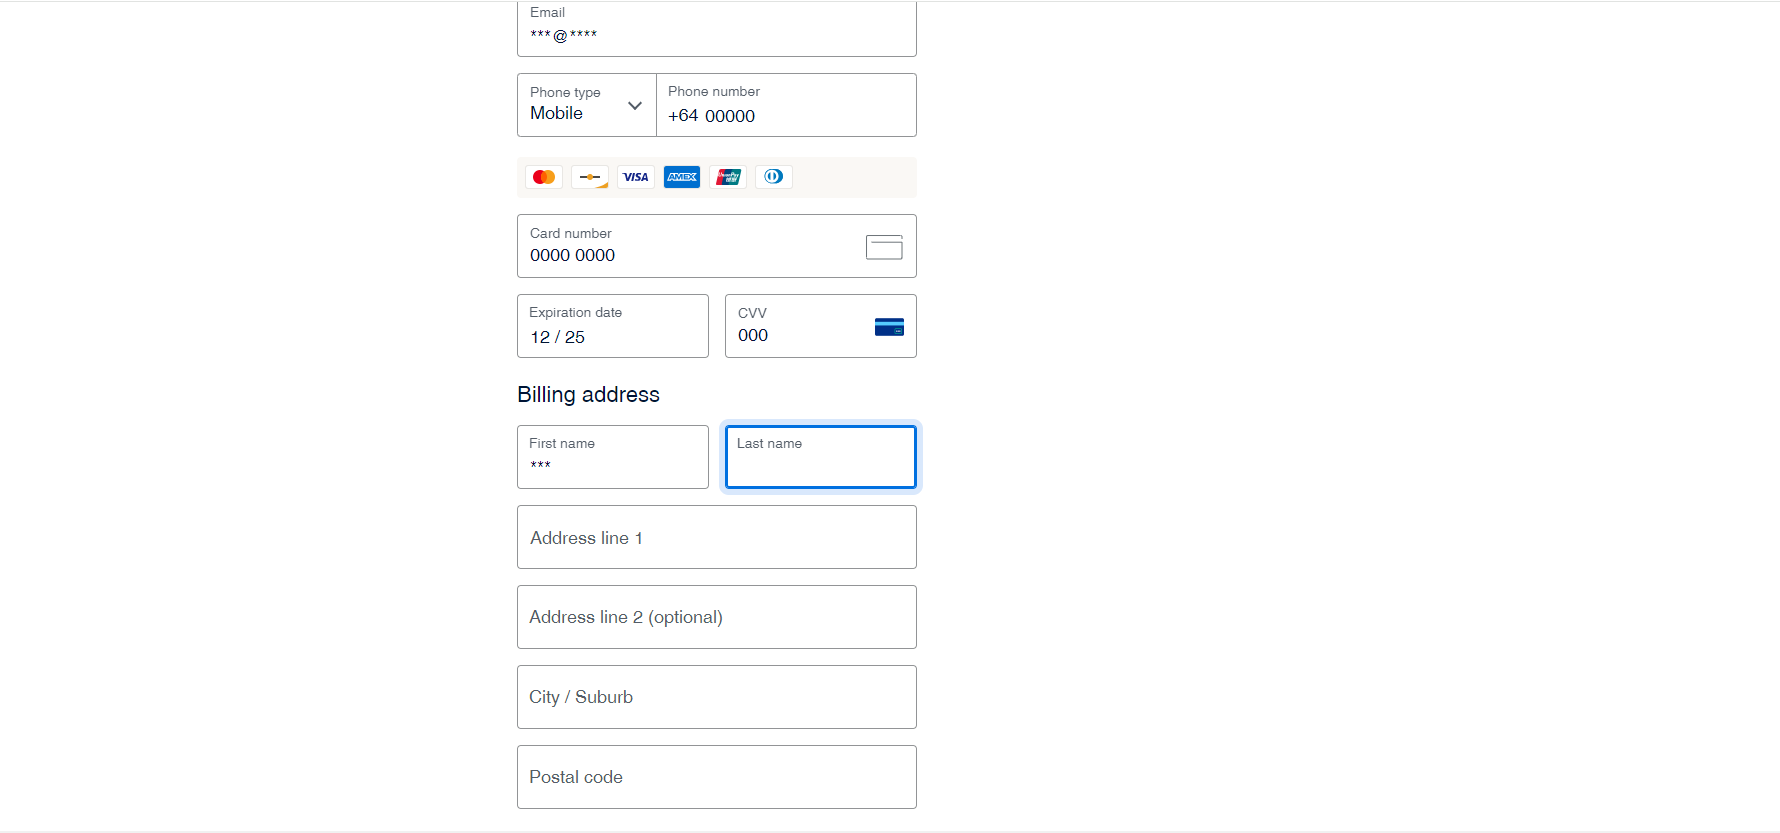 Email
***@****
Phone type
Mobile
Phone number
+64 00000
VISA
AMEX
UnionPay
Card number
0000 0000
Expiration date
12 / 25
CVV
000
Billing address
First name
***
Last name
Address line 1
Address line 2 (optional)
City / Suburb
Postal code